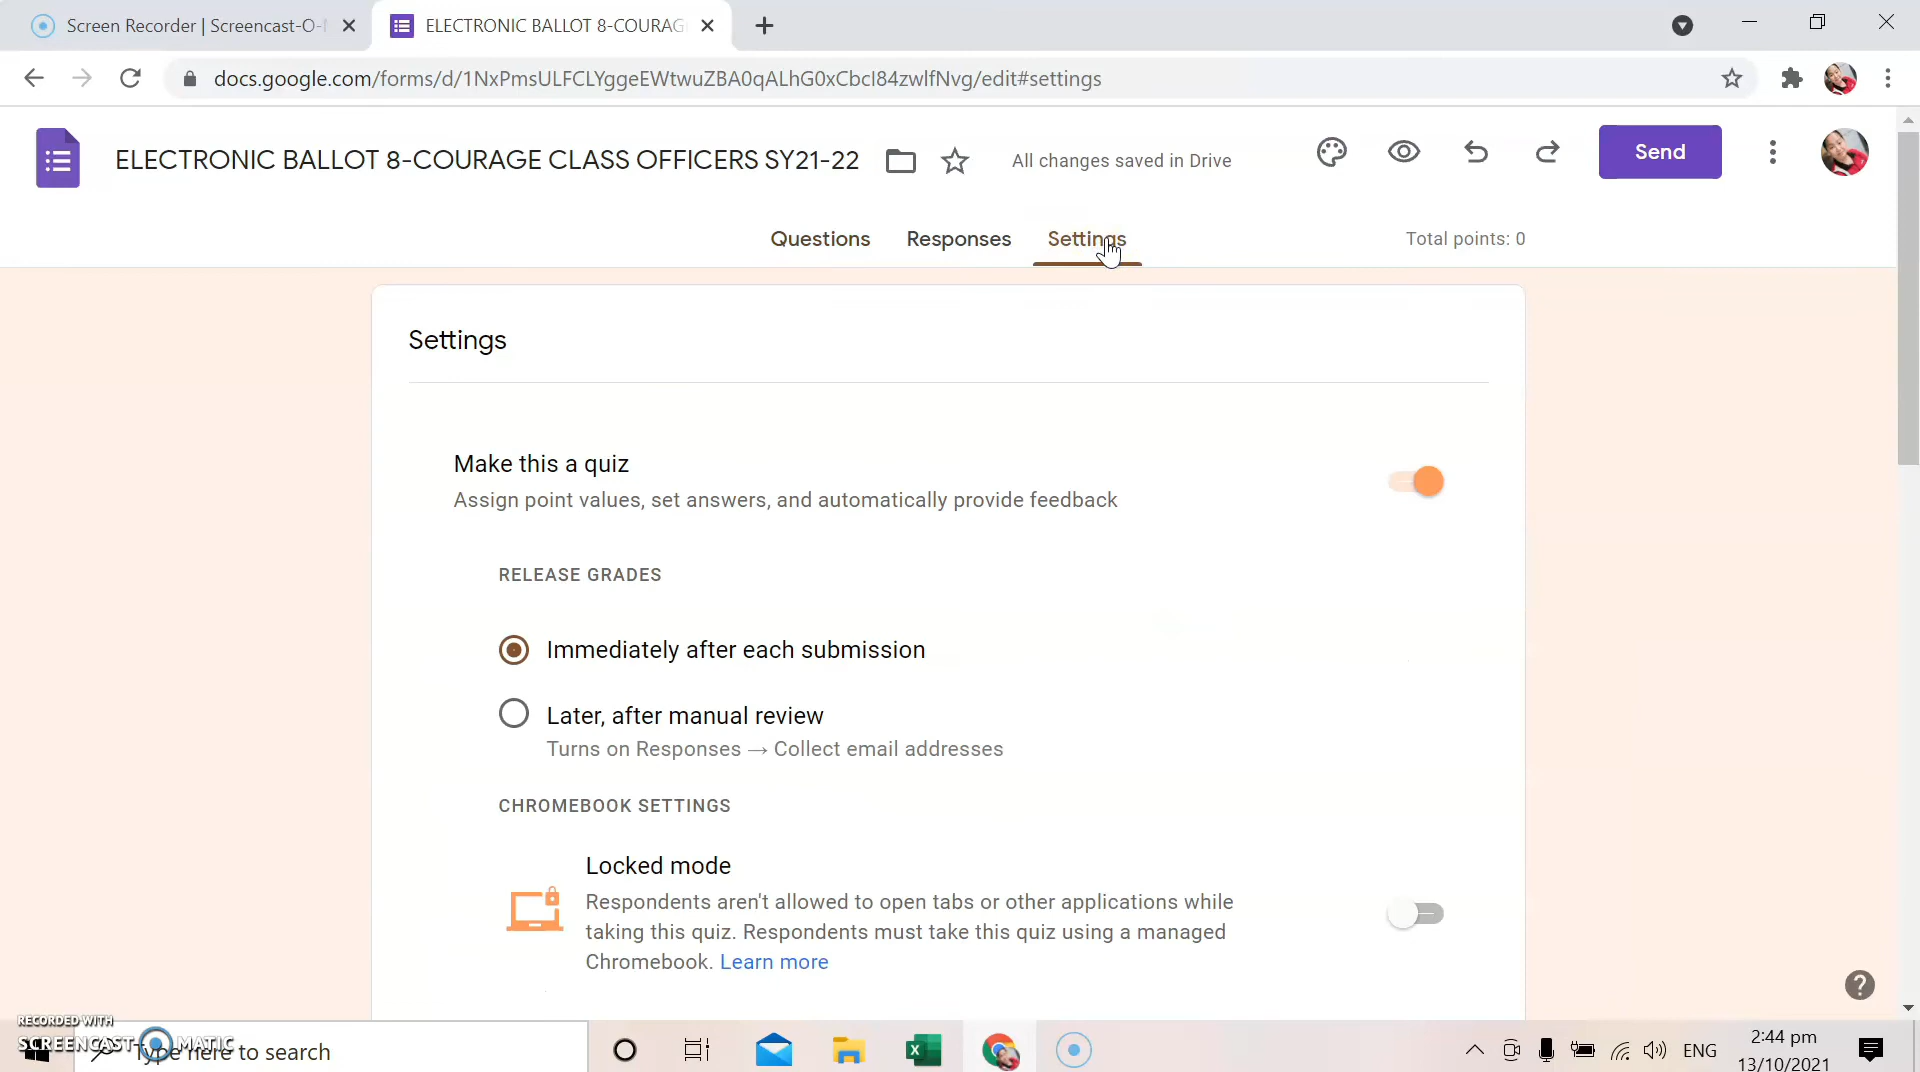 Screen Recorder | Screencast-O-
ELECTRONIC BALLOT 8-COURAG
docs.google.com/forms/d/1NxPmsULFCLYggeEWtwuZBA0qALhG0xCbcI84zwlfNvg/edit#settings
ELECTRONIC BALLOT 8-COURAGE CLASS OFFICERS SY21-22
All changes saved in Drive
Send
Questions
Responses
Settings
Total points: 0
Settings
Make this a quiz
Assign point values, set answers, and automatically provide feedback
RELEASE GRADES
Immediately after each submission
Later, after manual review
Turns on Responses → Collect email addresses
CHROMEBOOK SETTINGS
Locked mode
Respondents aren't allowed to open tabs or other applications while
taking this quiz. Respondents must take this quiz using a managed
Chromebook. Learn more
RECORDED WITH
SCREENCAST-O-MATIC
Type here to search
ENG
2:44 pm
13/10/2021